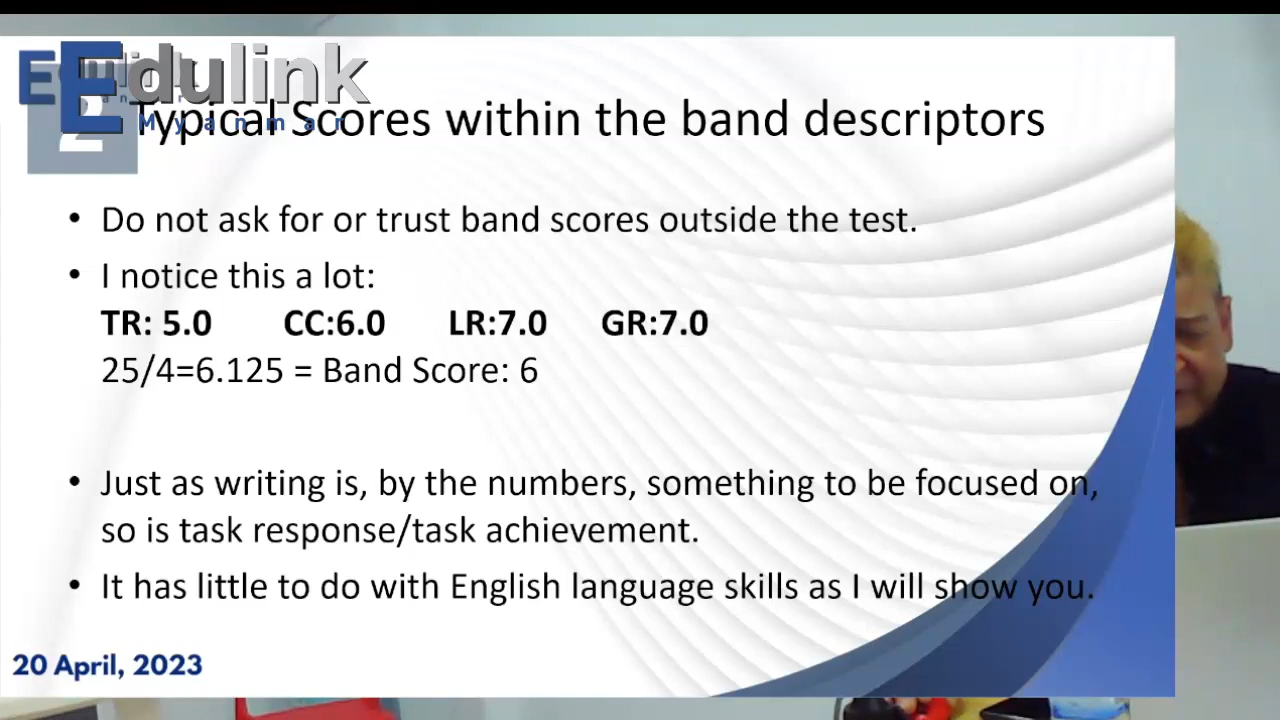 Edulink
Myanmar
Typical Scores within the band descriptors
• Do not ask for or trust band scores outside the test.
• I notice this a lot:
TR: 5.0 CC:6.0 LR:7.0 GR:7.0
25/4=6.125 = Band Score: 6
• Just as writing is, by the numbers, something to be focused on,
so is task response/task achievement.
• It has little to do with English language skills as I will show you.
20 April, 2023